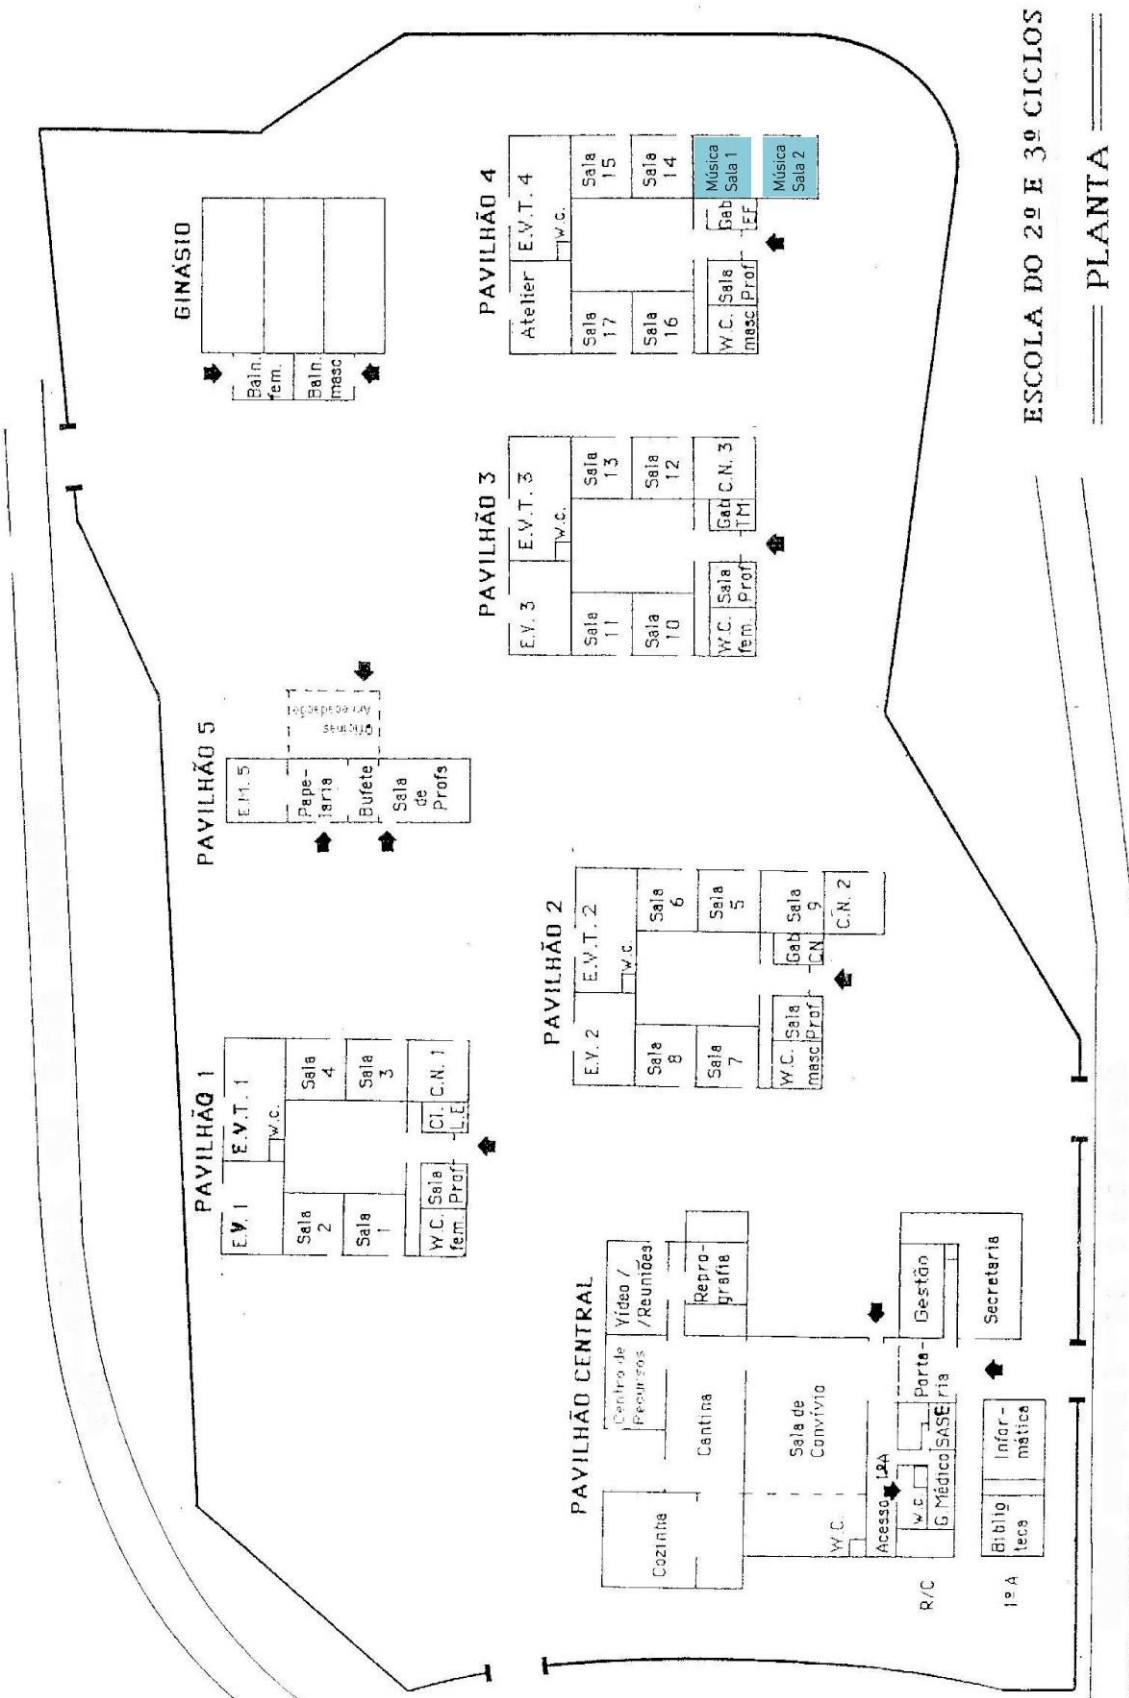 ESCOLA DO 2º E 3º CICLOS
PLANTA
GINÁSIO
Baln.
fem.
Baln.
masc
PAVILHÃO 4
Atelier
E.V.T. 4
W.C.
Sala
17
Sala
15
Sala
16
Sala
14
W.C.
masc
Sala
Prof
Gab
EF
Música
Sala 1
Música
Sala 2
PAVILHÃO 3
E.V. 3
E.V.T. 3
W.C.
Sala
11
Sala
13
Sala
10
Sala
12
W.C.
fem.
Sala
Prof
Gab
TM
C.N. 3
PAVILHÃO 5
E.M. 5
Pape-
laria
Bufete
Sala
de
Profs
Oficinas
Arrecadações
PAVILHÃO 2
E.V. 2
E.V.T. 2
W.C.
Sala
8
Sala
6
Sala
7
Sala
5
W.C.
masc
Sala
Prof
Gab
CN
Sala
9
C.N. 2
PAVILHÃO 1
E.V. 1
E.V.T. 1
W.C.
Sala
2
Sala
4
Sala
1
Sala
3
W.C.
fem.
Sala
Prof
Cl.
L.E
C.N. 1
PAVILHÃO CENTRAL
Centro de
Recursos
Vídeo /
/Reuniões
Cozinha
Cantina
Repro-
grafia
Sala de
Convívio
W.C.
Acesso 1ºA
W.C.
G. Médico
SASE
Porta-
ria
Gestão
Secretaria
R/C
Biblio
teca
Infor-
mática
1º A